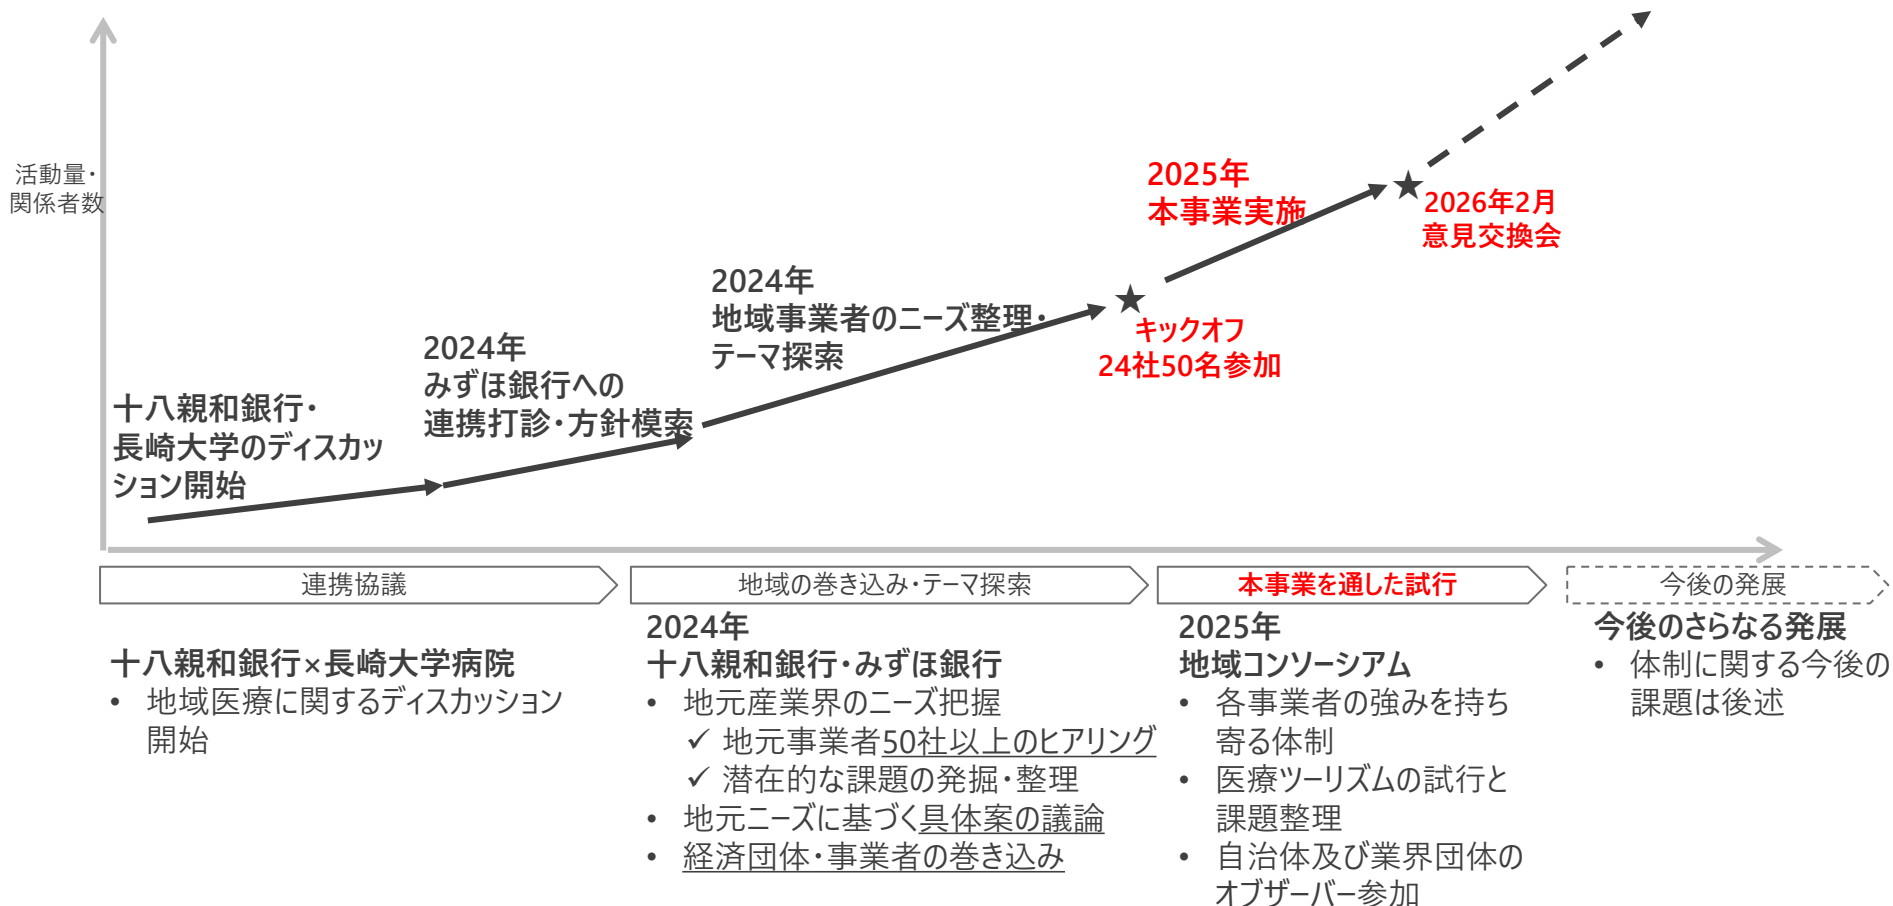 活動量・
関係者数
十八親和銀行・
長崎大学のディスカッ
ション開始
2024年
みずほ銀行への
連携打診・方針模索
2024年
地域事業者のニーズ整理・
テーマ探索
キックオフ
24社50名参加
2025年
本事業実施
2026年2月
意見交換会
連携協議
地域の巻き込み・テーマ探索
本事業を通した試行
今後の発展
十八親和銀行×長崎大学病院
• 地域医療に関するディスカッション
開始
2024年
十八親和銀行・みずほ銀行
• 地元産業界のニーズ把握
✓ 地元事業者50社以上のヒアリング
✓ 潜在的な課題の発掘・整理
• 地元ニーズに基づく具体案の議論
• 経済団体・事業者の巻き込み
2025年
地域コンソーシアム
• 各事業者の強みを持ち
寄る体制
• 医療ツーリズムの試行と
課題整理
• 自治体及び業界団体の
オブザーバー参加
今後のさらなる発展
• 体制に関する今後の
課題は後述